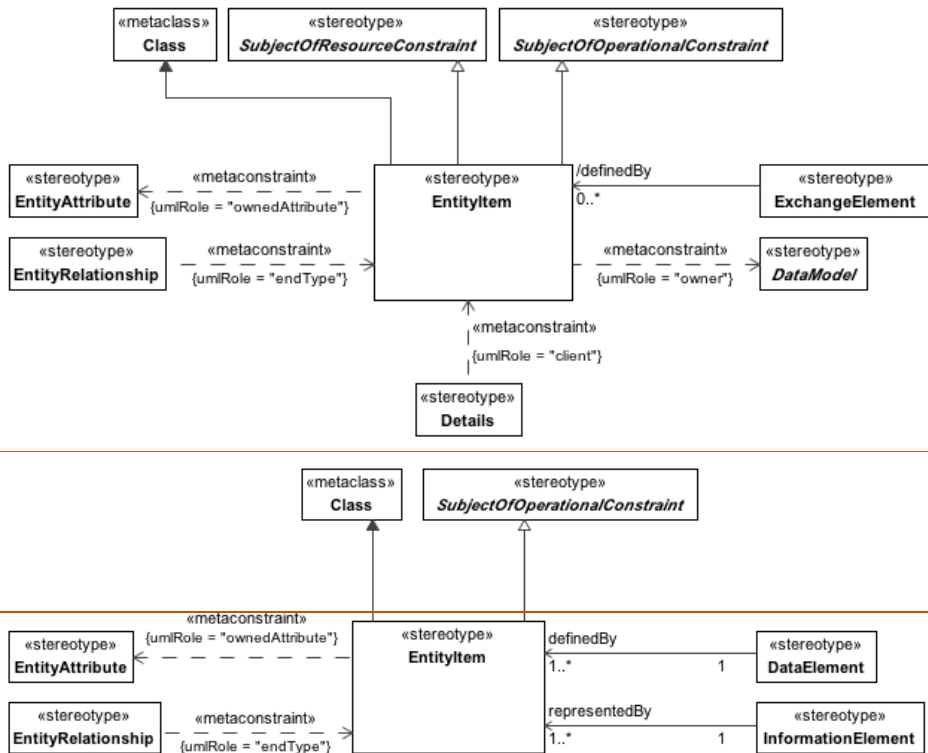 «metaclass»
Class
«stereotype»
SubjectOfResourceConstraint
«stereotype»
SubjectOfOperationalConstraint
«stereotype»
EntityAttribute
«metaconstraint»
{umlRole = "ownedAttribute"}
«stereotype»
EntityItem
/definedBy
0..*
«stereotype»
ExchangeElement
«stereotype»
EntityRelationship
«metaconstraint»
{umlRole = "endType"}
«metaconstraint»
{umlRole = "owner"}
«stereotype»
DataModel
«metaconstraint»
{umlRole = "client"}
«stereotype»
Details
«metaclass»
Class
«stereotype»
SubjectOfOperationalConstraint
«stereotype»
EntityAttribute
«metaconstraint»
{umlRole = "ownedAttribute"}
«stereotype»
EntityItem
definedBy
1..*
1
«stereotype»
DataElement
«stereotype»
EntityRelationship
«metaconstraint»
{umlRole = "endType"}
representedBy
1..*
1
«stereotype»
InformationElement